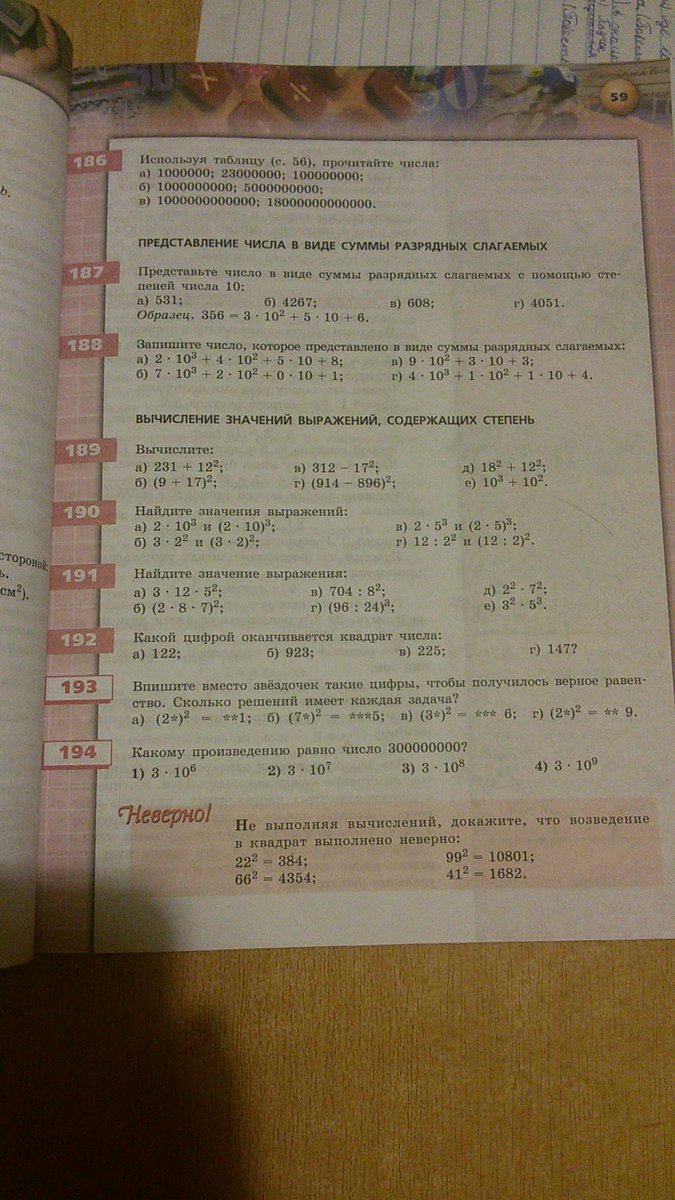 59
186 Используя таблицу (с. 56), прочитайте числа:
а) 1000000; 23000000; 100000000;
б) 1000000000; 5000000000;
в) 1000000000000; 18000000000000.
ПРЕДСТАВЛЕНИЕ ЧИСЛА В ВИДЕ СУММЫ РАЗРЯДНЫХ СЛАГАЕМЫХ
187 Представьте число в виде суммы разрядных слагаемых с помощью сте-
пеней числа 10:
а) 531; б) 4267; в) 608; г) 4051.
Образец. 356 = 3 · 10² + 5 · 10 + 6.
188 Запишите число, которое представлено в виде суммы разрядных слагаемых:
а) 2 · 10³ + 4 · 10² + 5 · 10 + 8; в) 9 · 10² + 3 · 10 + 3;
б) 7 · 10³ + 2 · 10² + 0 · 10 + 1; г) 4 · 10³ + 1 · 10² + 1 · 10 + 4.
ВЫЧИСЛЕНИЕ ЗНАЧЕНИЙ ВЫРАЖЕНИЙ, СОДЕРЖАЩИХ СТЕПЕНЬ
189 Вычислите:
а) 231 + 12²; в) 312 – 17²; д) 18² + 12²;
б) (9 + 17)²; г) (914 – 896)²; е) 10³ + 10².
190 Найдите значения выражений:
а) 2 · 10³ и (2 · 10)³; в) 2 · 5³ и (2 · 5)³;
б) 3 · 2² и (3 · 2)²; г) 12 : 2² и (12 : 2)².
191 Найдите значение выражения:
а) 3 · 12 · 5²; в) 704 : 8²; д) 2² · 7²;
б) (2 · 8 · 7)²; г) (96 : 24)³; е) 3² · 5³.
192 Какой цифрой оканчивается квадрат числа:
а) 122; б) 923; в) 225; г) 147?
193 Впишите вместо звёздочек такие цифры, чтобы получилось верное равен-
ство. Сколько решений имеет каждая задача?
а) (2*)² = **1; б) (7*)² = ***5; в) (3*)² = *** 6; г) (2*)² = ** 9.
194 Какому произведению равно число 300000000?
1) 3 · 10⁶ 2) 3 · 10⁷ 3) 3 · 10⁸ 4) 3 · 10⁹
Неверно!
Не выполняя вычислений, докажите, что возведение
в квадрат выполнено неверно:
22² = 384; 99² = 10801;
66² = 4354; 41² = 1682.
b.
стороной:
см²).